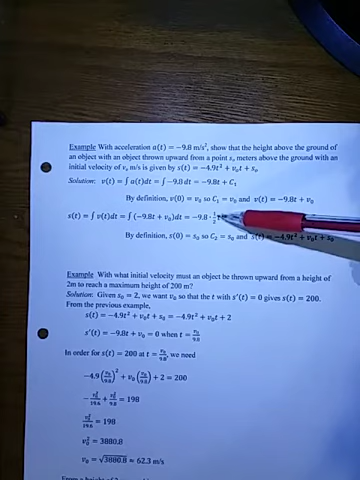 Example With acceleration a(t) = −9.8 m/s², show that the height above the ground of
an object with an object thrown upward from a point s₀ meters above the ground with an
initial velocity of v₀ m/s is given by s(t) = −4.9t² + v₀t + s₀.
Solution: v(t) = ∫ a(t)dt = ∫ −9.8 dt = −9.8t + C₁
By definition, v(0) = v₀ so C₁ = v₀ and v(t) = −9.8t + v₀
s(t) = ∫ v(t)dt = ∫ (−9.8t + v₀)dt = −9.8 ·
By definition, s(0) = s₀ so C₂ = s₀ and s(t) = −4.9t² + v₀t + s₀
Example With what initial velocity must an object be thrown upward from a height of
2m to reach a maximum height of 200 m?
Solution: Given s₀ = 2, we want v₀ so that the t with s'(t) = 0 gives s(t) = 200.
From the previous example,
s(t) = −4.9t² + v₀t + s₀ = −4.9t² + v₀t + 2
s'(t) = −9.8t + v₀ = 0 when t = v₀/9.8
In order for s(t) = 200 at t = v₀/9.8, we need
−4.9(v₀/9.8)² + v₀(v₀/9.8) + 2 = 200
−v₀²/19.6 + v₀²/9.8 = 198
v₀²/19.6 = 198
v₀² = 3880.8
v₀ = √3880.8 ≈ 62.3 m/s